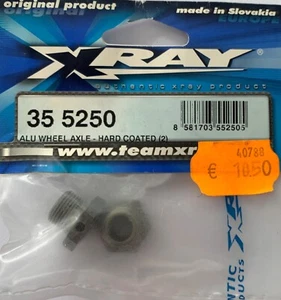 original product
made in Slovakia
EUROPE
XRAY
authentic xray product
35 5250
8 581703 552505
ALU WHEEL AXLE - HARD COATED (2)
www.teamxr
40788
€ 10.50